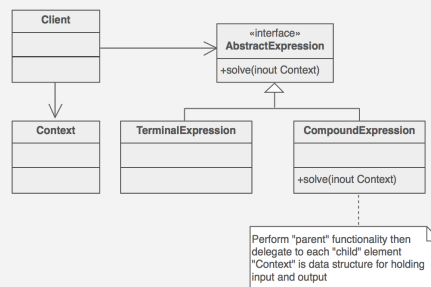 Client
«interface»
AbstractExpression
+solve(inout Context)
Context
TerminalExpression
CompoundExpression
+solve(inout Context)
Perform "parent" functionality then
delegate to each "child" element
"Context" is data structure for holding
input and output